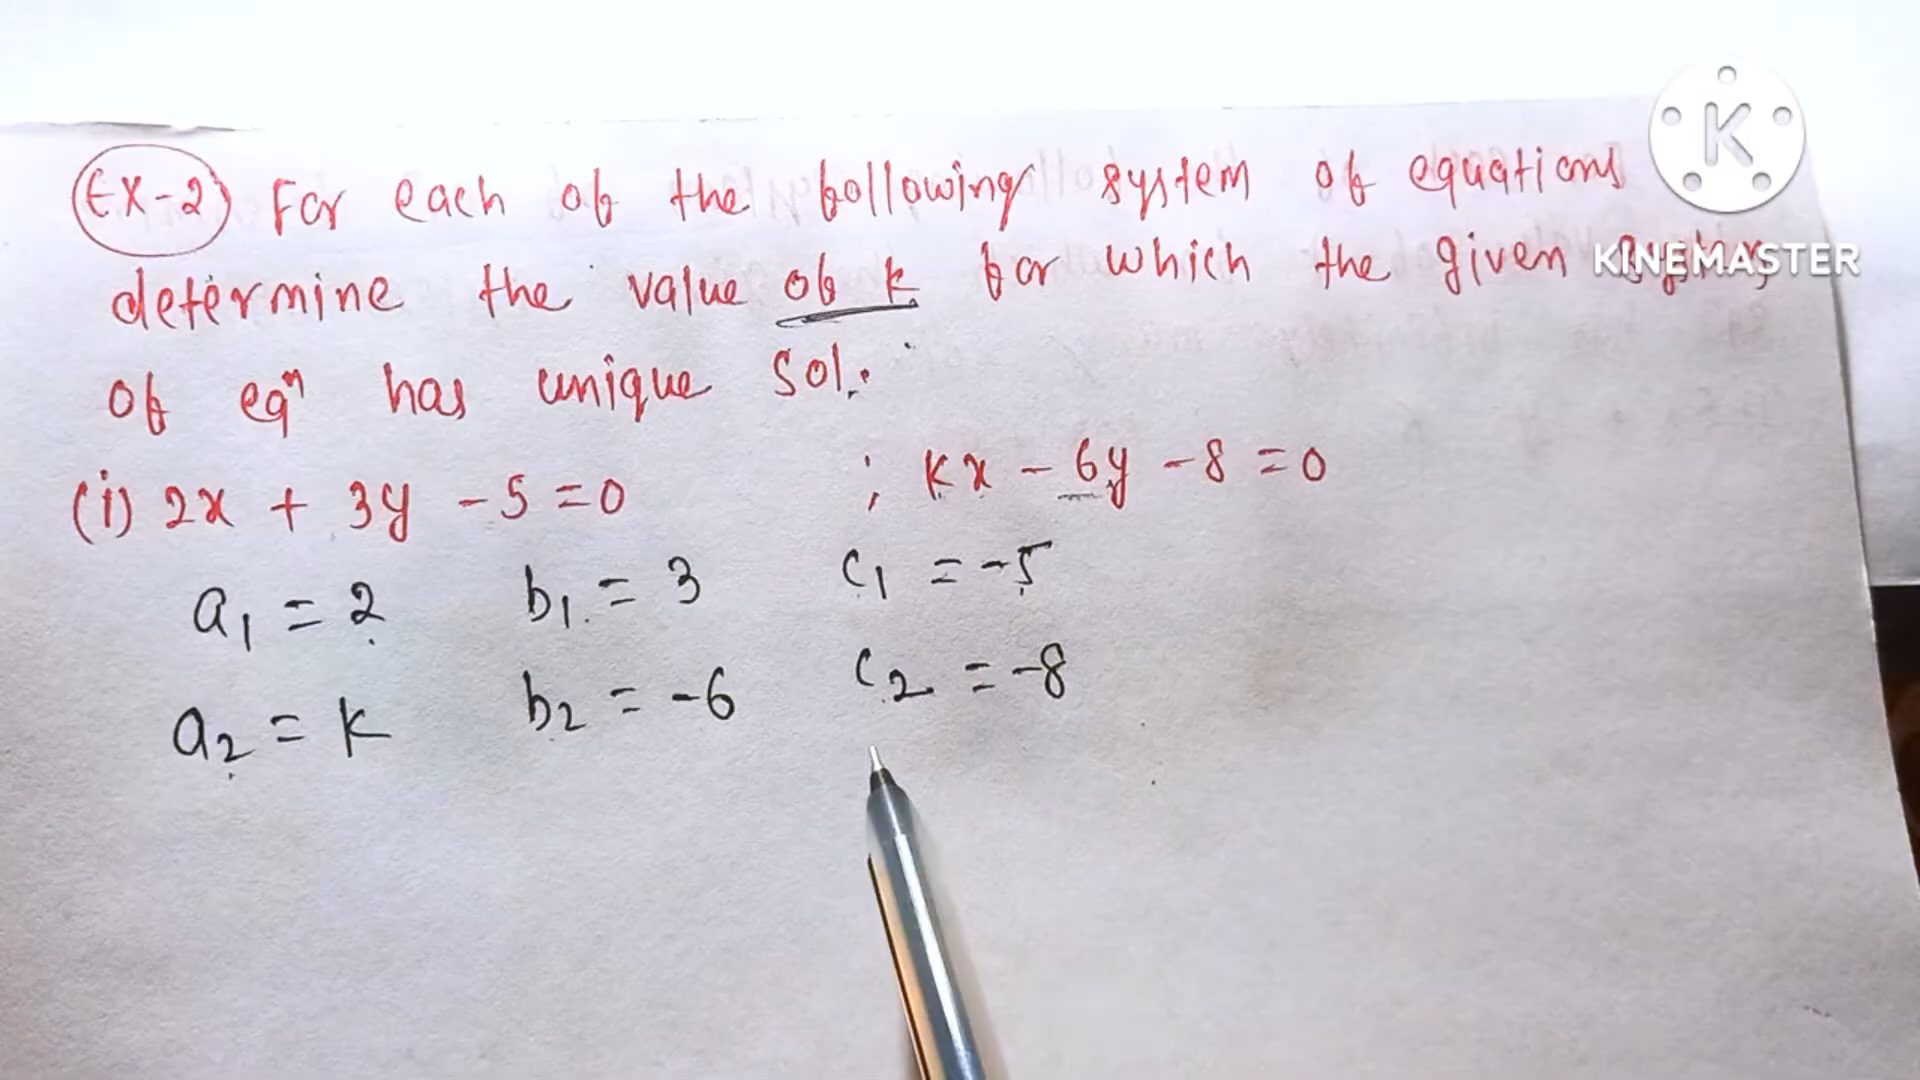 Ex-2) For each of the following system of equations
determine the value of k for which the given system
of eqⁿ has unique sol.
(i) 2x + 3y - 5 = 0 ; kx - 6y - 8 = 0
a₁ = 2 b₁ = 3 c₁ = -5
a₂ = k b₂ = -6 c₂ = -8
K
KINEMASTER